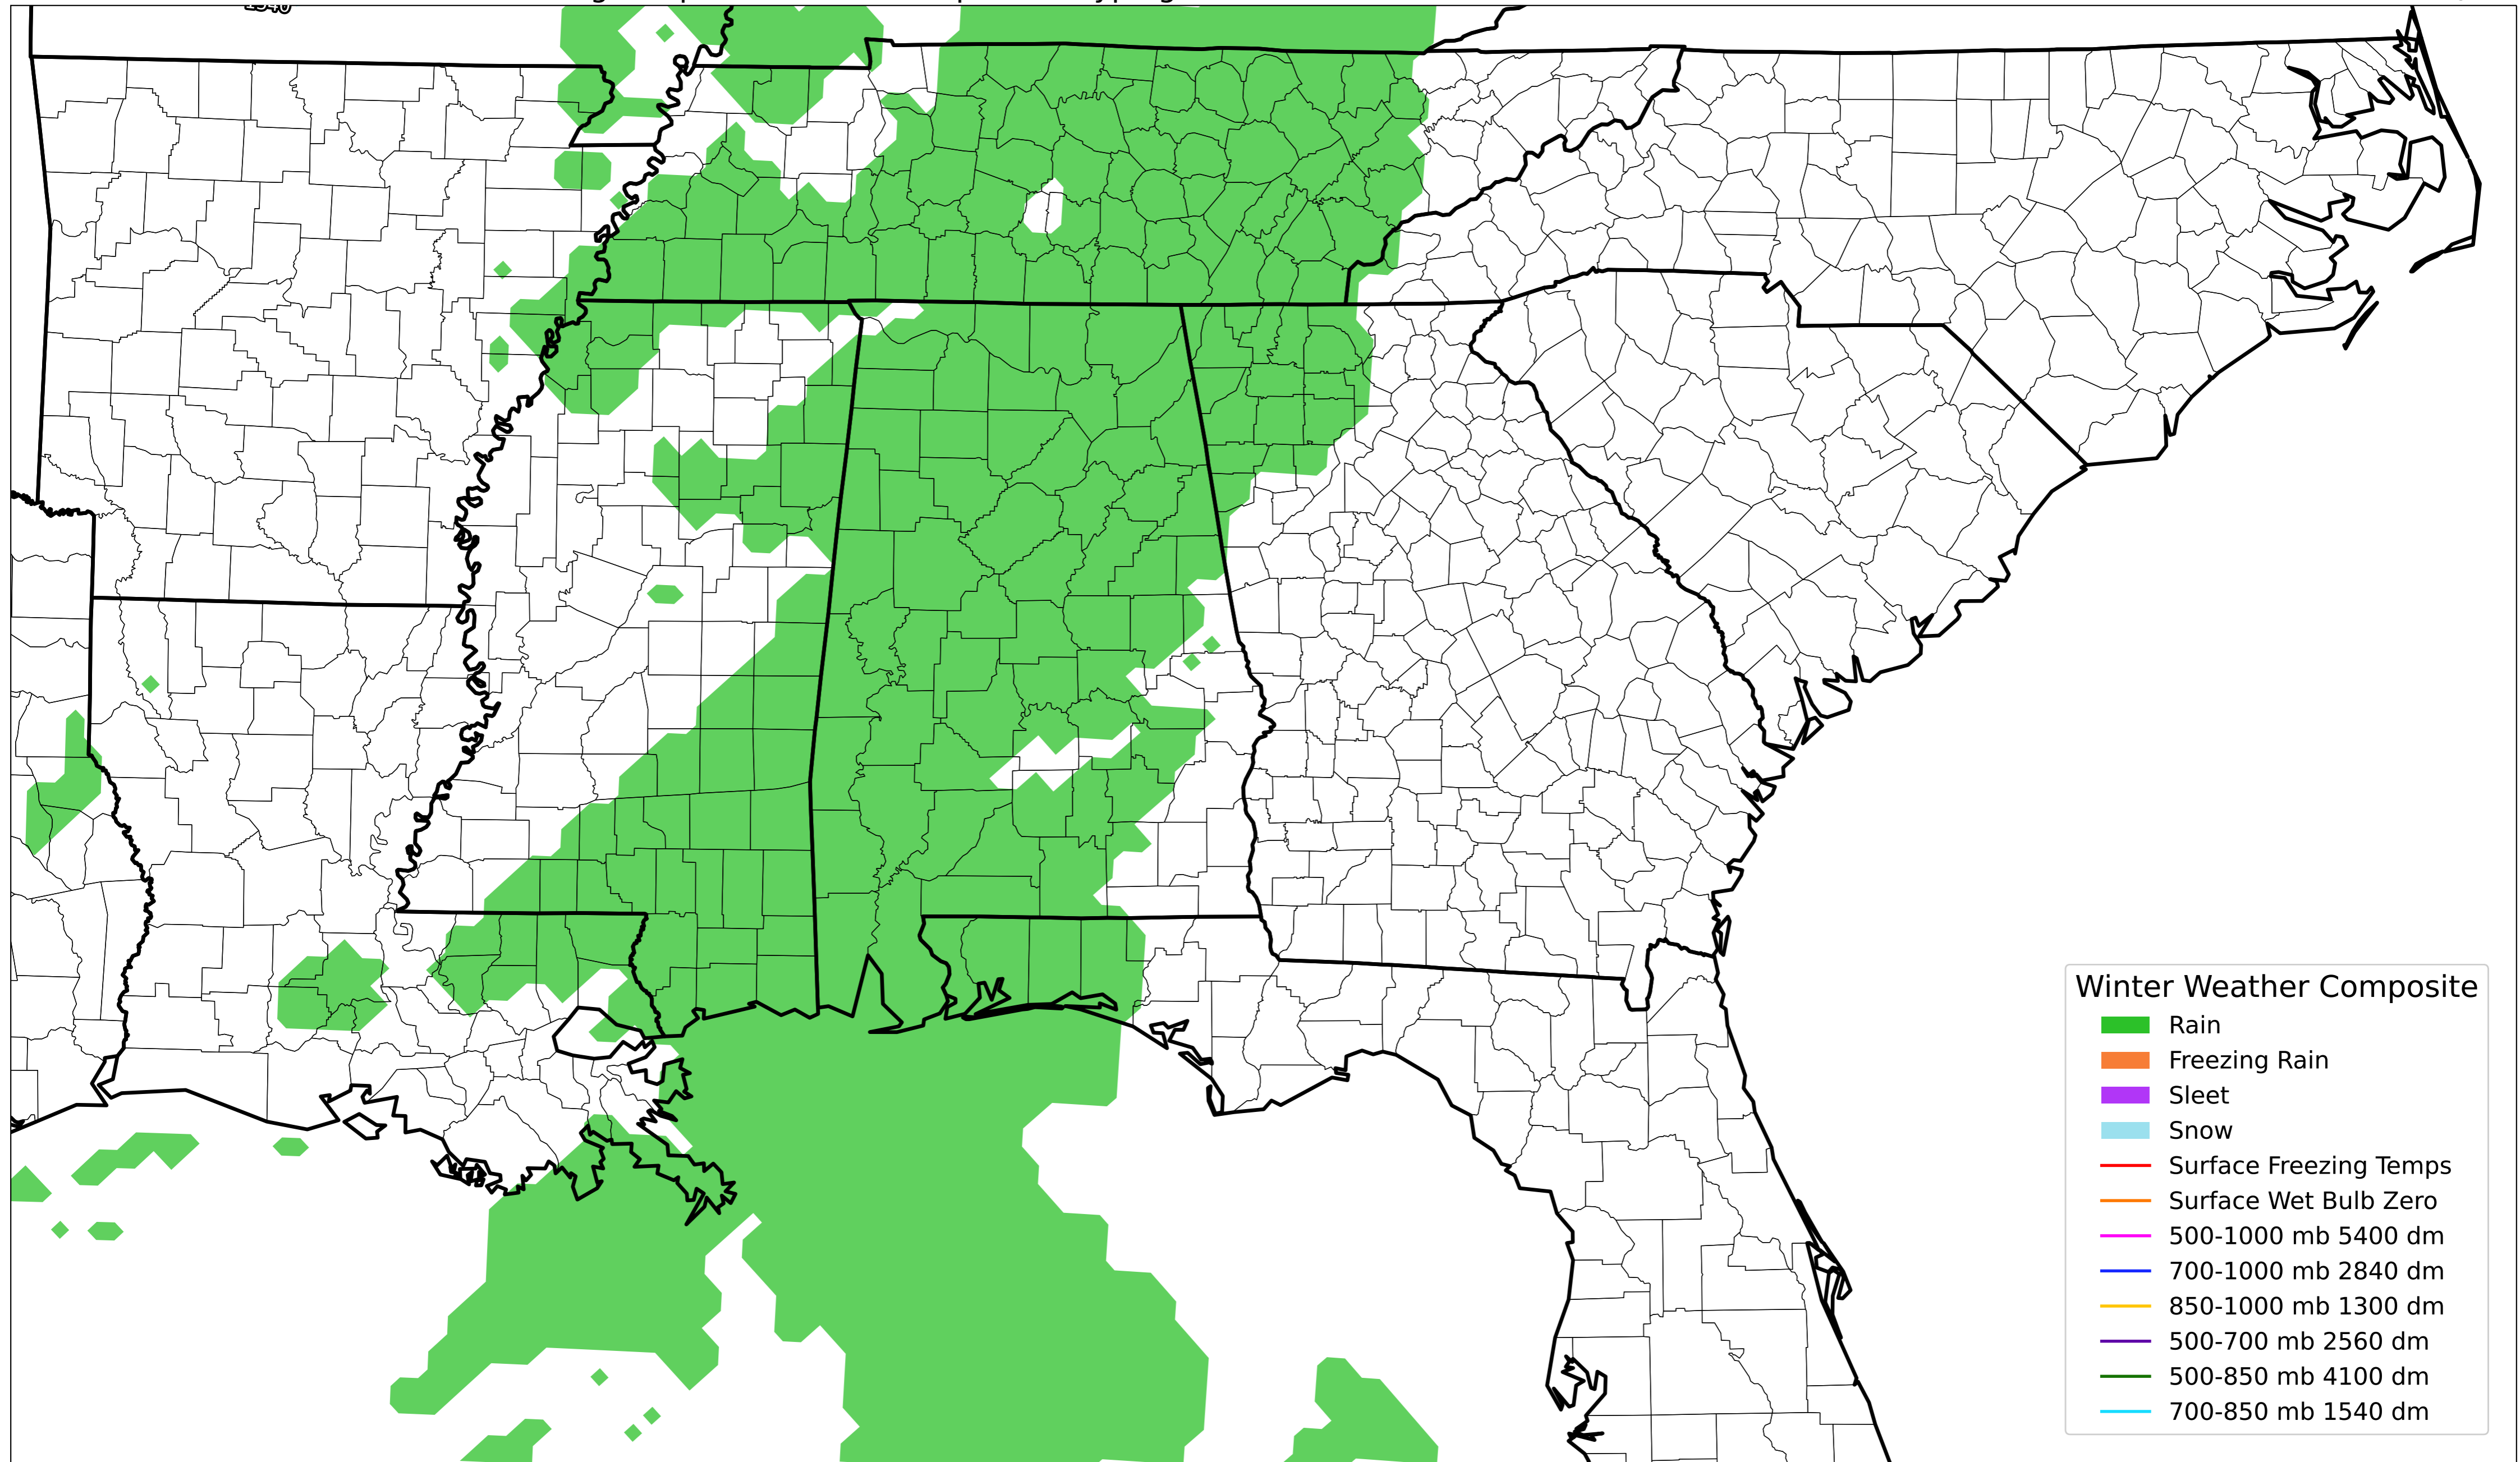 1540
Winter Weather Composite
Rain
Freezing Rain
Sleet
Snow
Surface Freezing Temps
Surface Wet Bulb Zero
500-1000 mb 5400 dm
700-1000 mb 2840 dm
850-1000 mb 1300 dm
500-700 mb 2560 dm
500-850 mb 4100 dm
700-850 mb 1540 dm